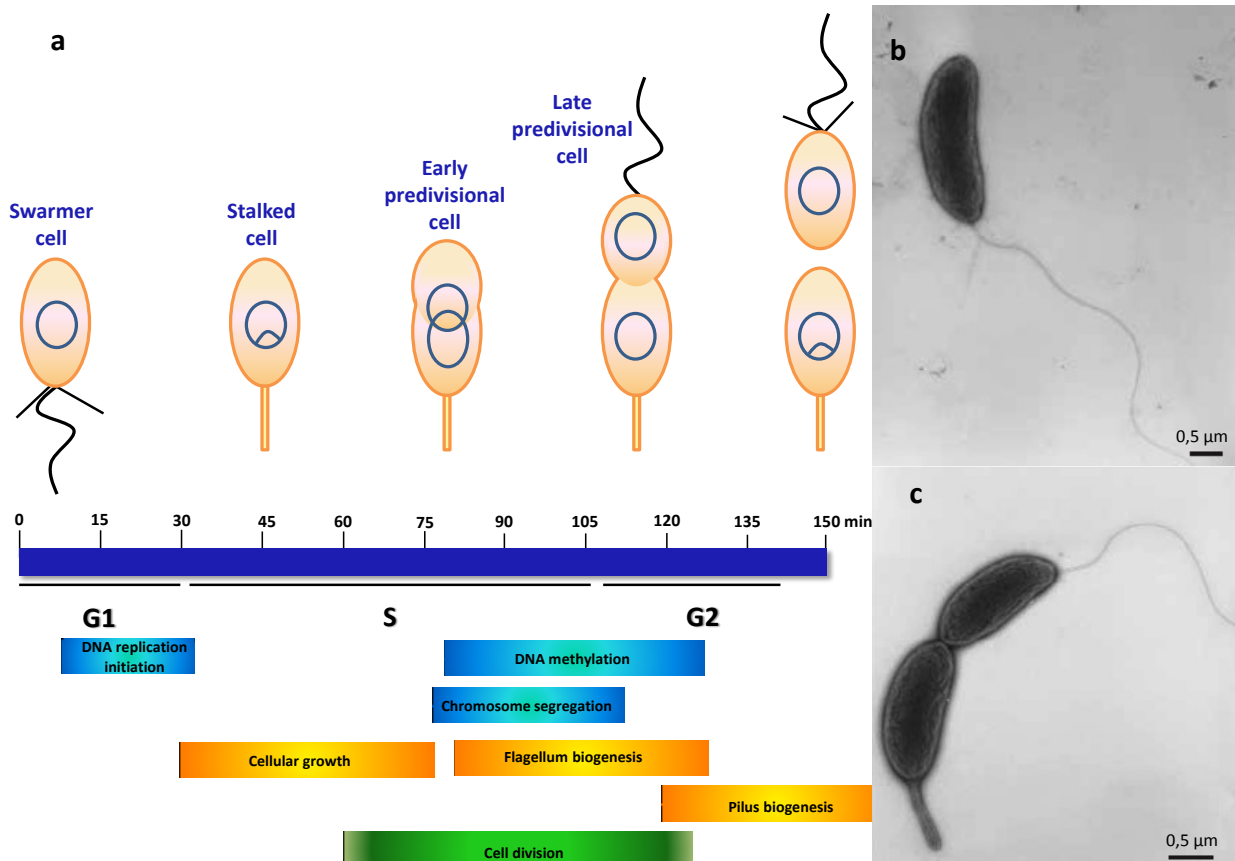 a
b
Late
predivisional
cell
Early
predivisional
cell
Swarmer
cell
Stalked
cell
0,5 µm
c
0 15 30 45 60 75 90 105 120 135 150 min
G1 S G2
DNA replication
initiation
DNA methylation
Chromosome segregation
Cellular growth
Flagellum biogenesis
Pilus biogenesis
Cell division
0,5 µm